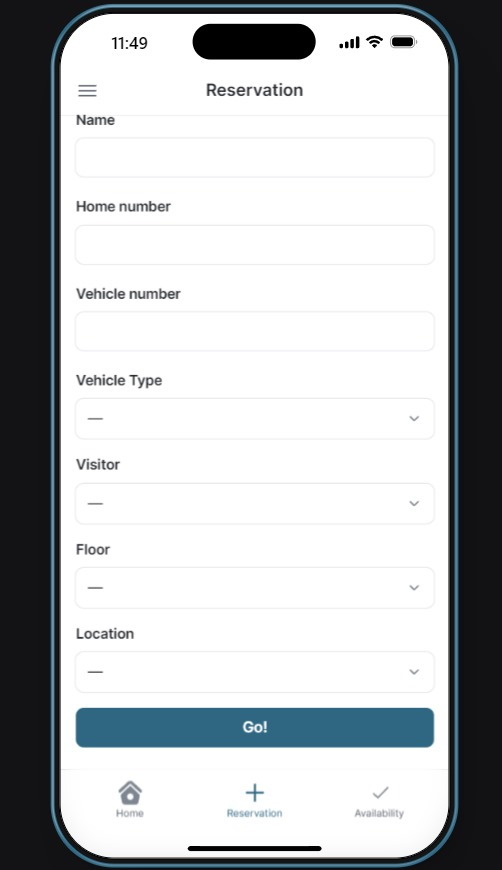 11:49
Reservation
Name
Home number
Vehicle number
Vehicle Type
—
Visitor
—
Floor
—
Location
—
Go!
Home
Reservation
Availability